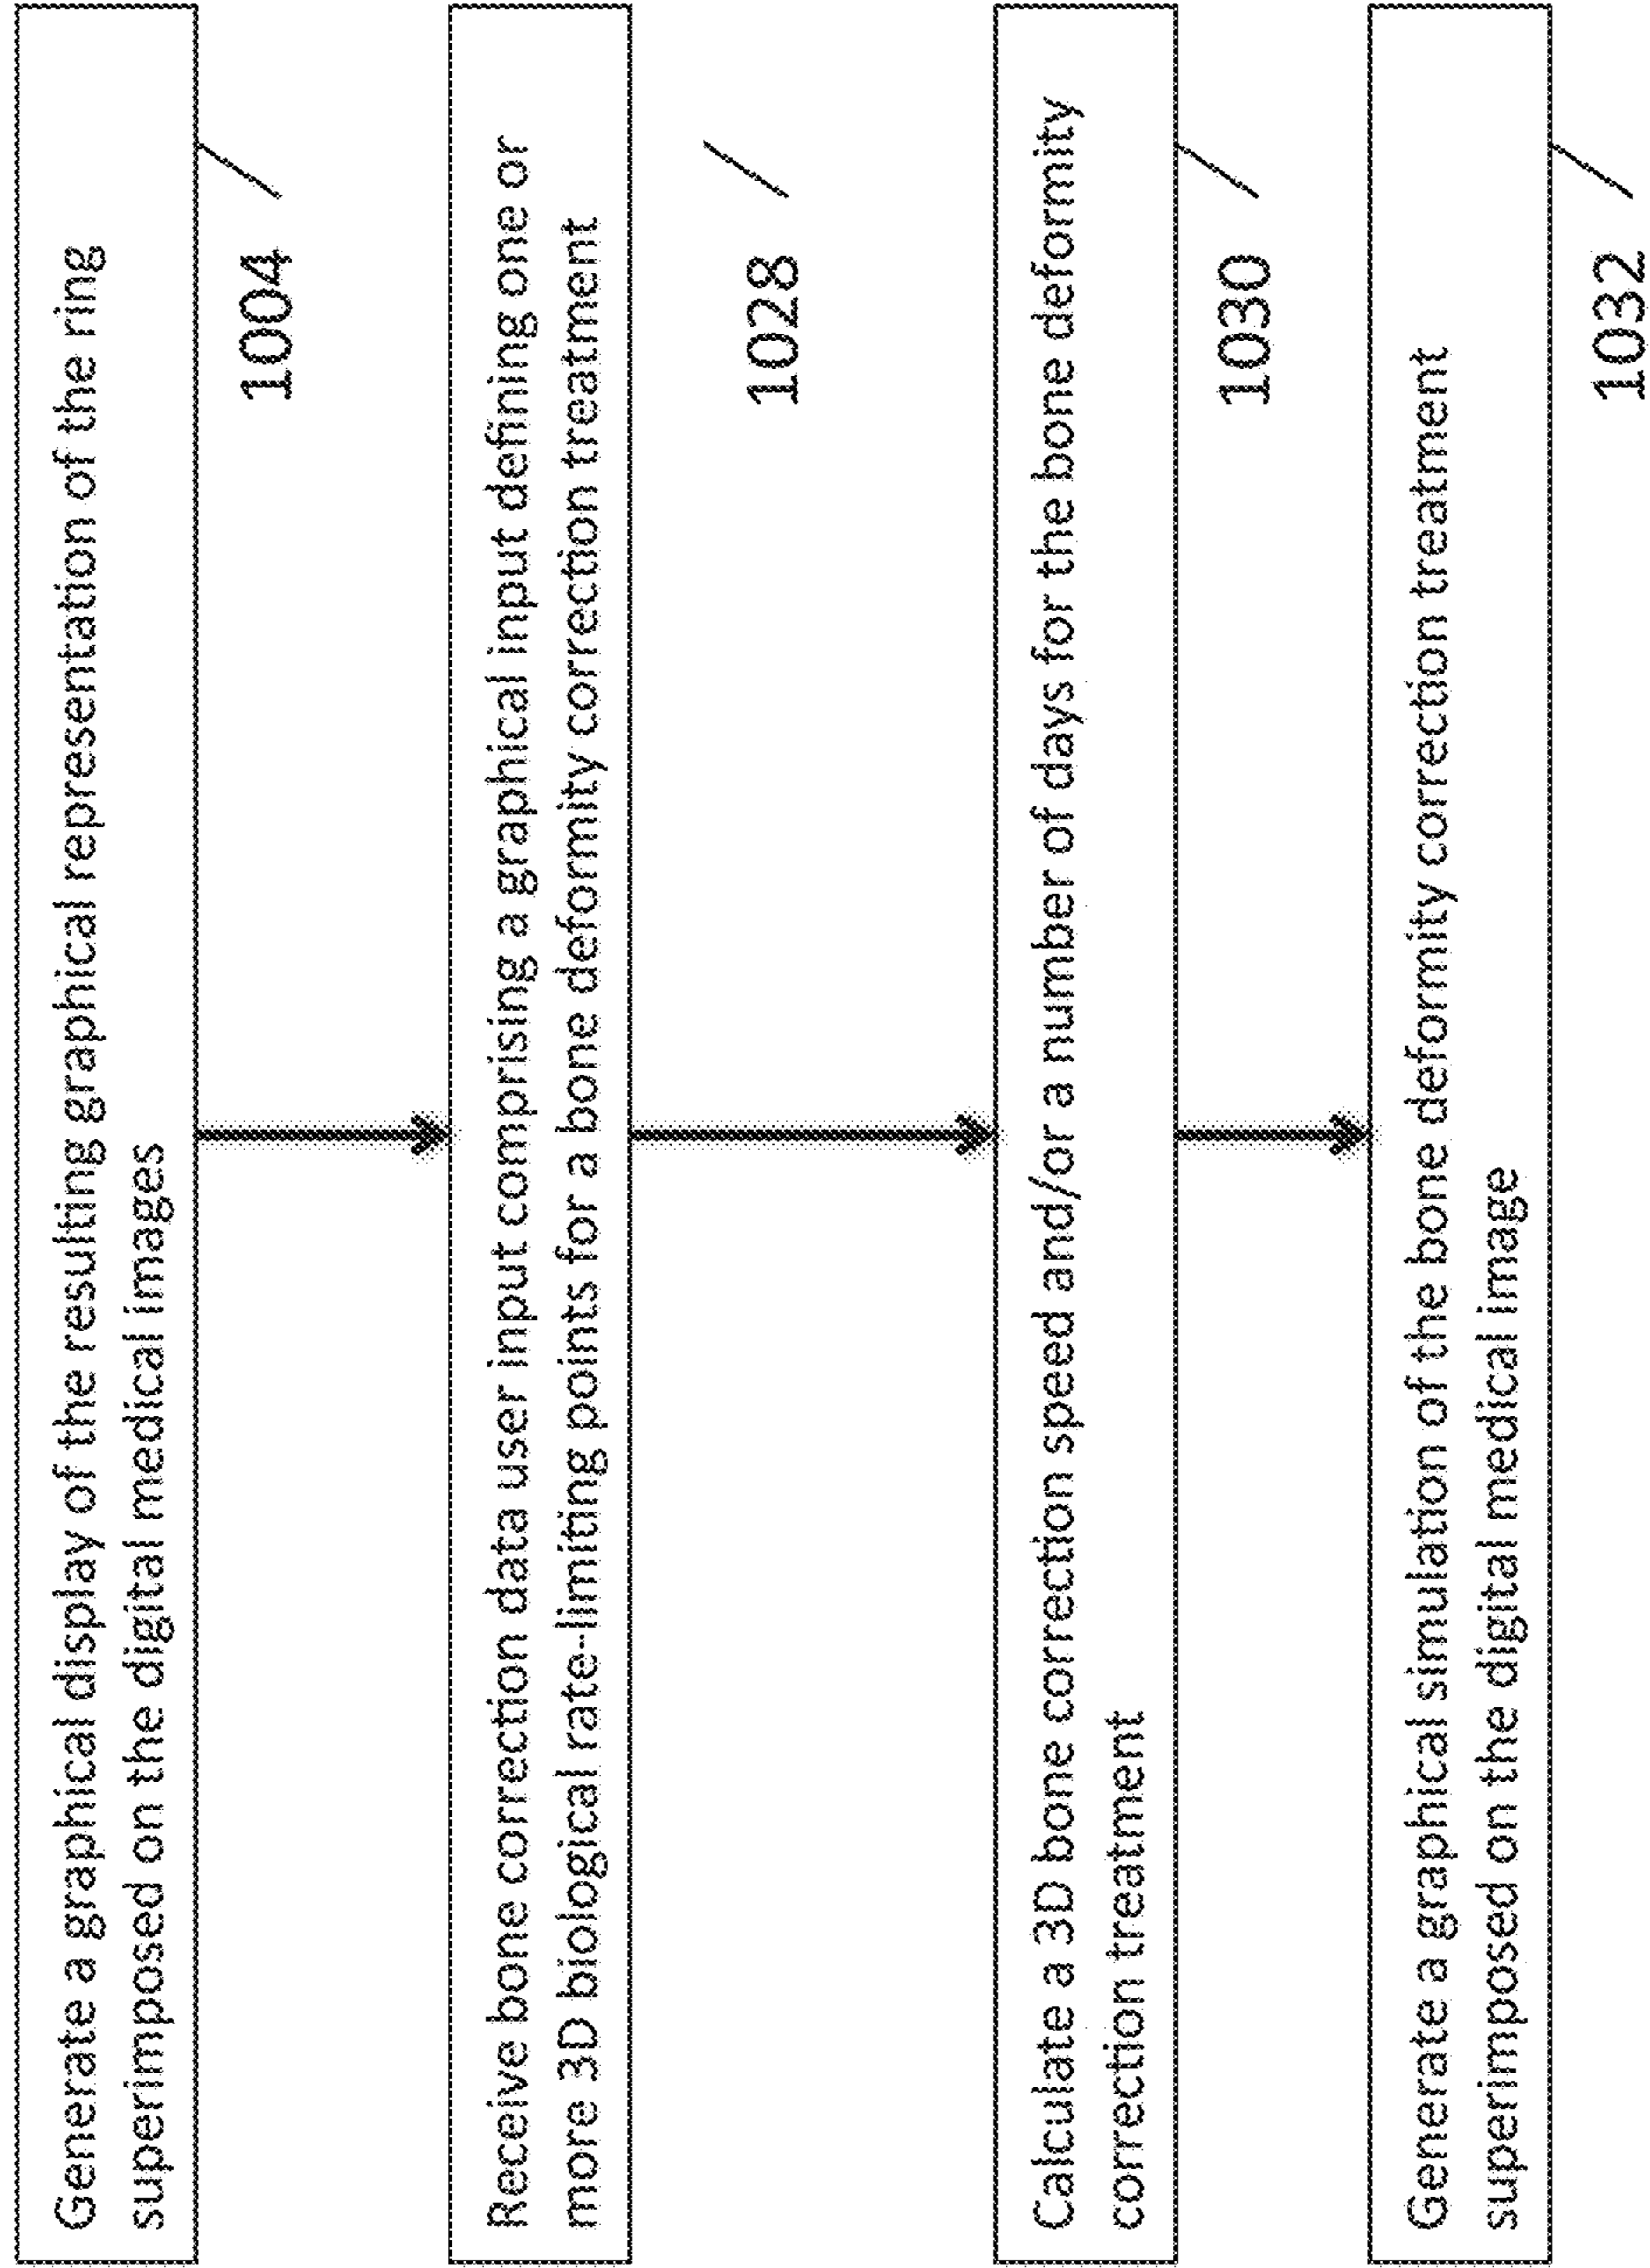 Generate a graphical display of the resulting graphical representation of the ring
superimposed on the digital medical images
1004
Receive bone correction data user input comprising a graphical input defining one or
more 3D biological rate-limiting points for a bone deformity correction treatment
1028
Calculate a 3D bone correction speed and/or a number of days for the bone deformity
correction treatment
1030
Generate a graphical simulation of the bone deformity correction treatment
superimposed on the digital medical image
1032